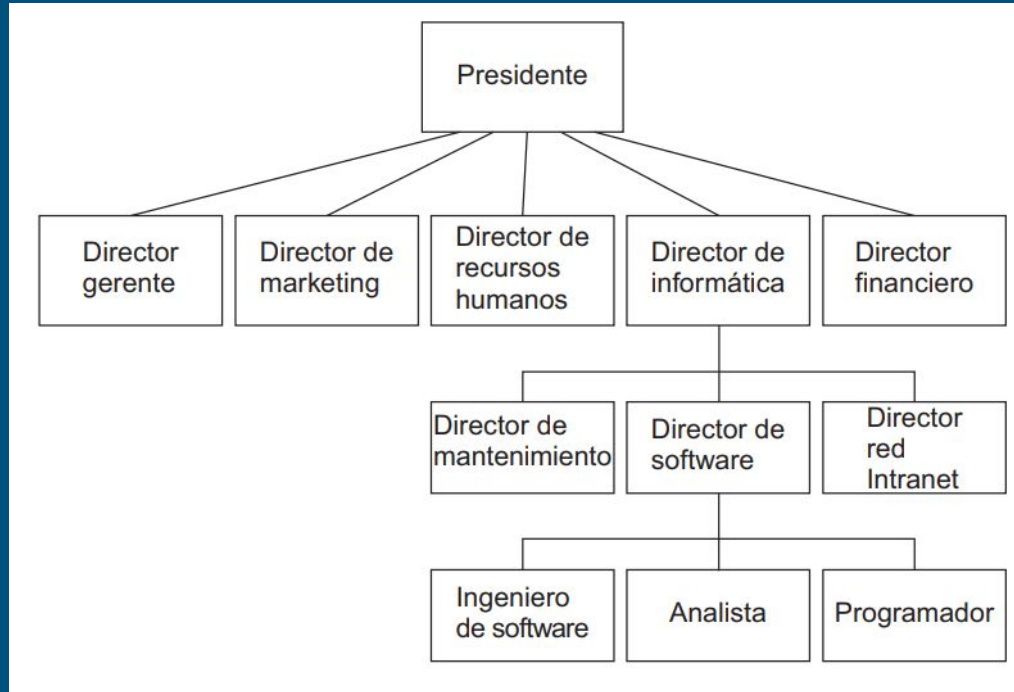 Presidente
Director
gerente
Director de
marketing
Director de
recursos
humanos
Director de
informática
Director
financiero
Director de
mantenimiento
Director de
software
Director
red
Intranet
Ingeniero
de software
Analista
Programador